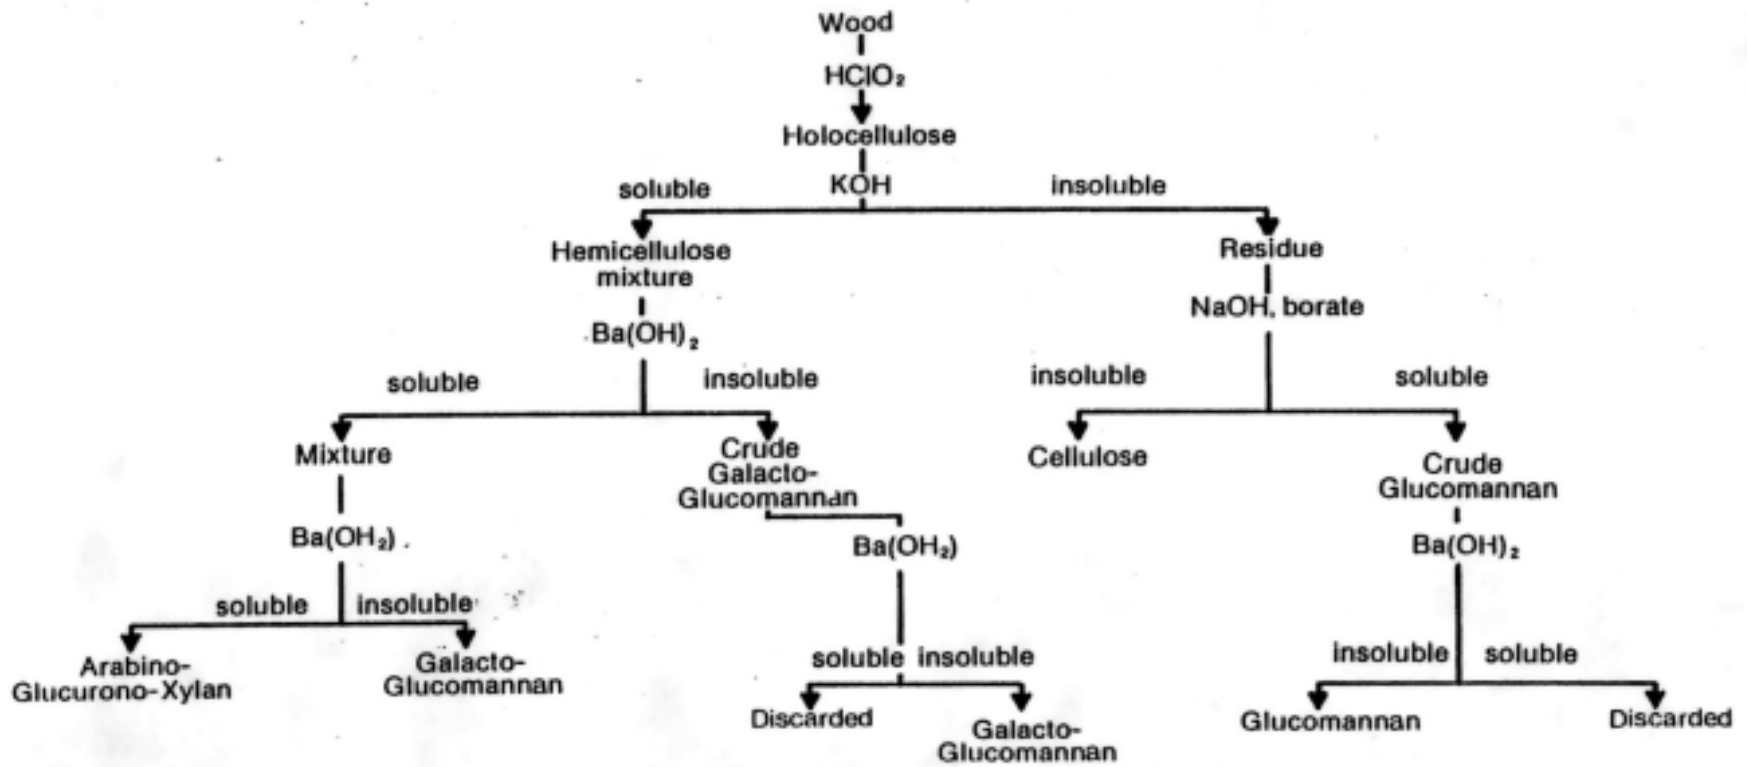 Wood
HClO₂
Holocellulose
soluble KOH insoluble
Hemicellulose
mixture
Residue
Ba(OH)₂
NaOH, borate
soluble insoluble
insoluble soluble
Mixture
Crude
Galacto-
Glucomannan
Cellulose
Crude
Glucomannan
Ba(OH₂)
Ba(OH₂)
Ba(OH)₂
soluble insoluble
Arabino-
Glucurono-Xylan
Galacto-
Glucomannan
soluble insoluble
Discarded
Galacto-
Glucomannan
insoluble soluble
Glucomannan
Discarded